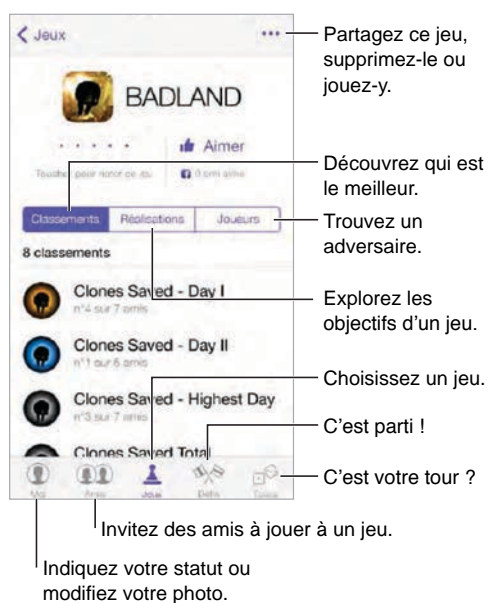 Jeux
Partagez ce jeu,
supprimez-le ou
jouez-y.
BADLAND
Aimer
Toucher pour noter ce jeu.
0 ami aime
Découvrez qui est
le meilleur.
Classements Réalisations Joueurs
Trouvez un
adversaire.
8 classements
Clones Saved - Day I
n°4 sur 7 amis
Explorez les
objectifs d’un jeu.
Clones Saved - Day II
n°1 sur 6 amis
Clones Saved - Highest Day
n°3 sur 7 amis
Choisissez un jeu.
Clones Saved Total
C’est parti !
Moi Amis Jeux Défis
C’est votre tour ?
Invitez des amis à jouer à un jeu.
Indiquez votre statut ou
modifiez votre photo.